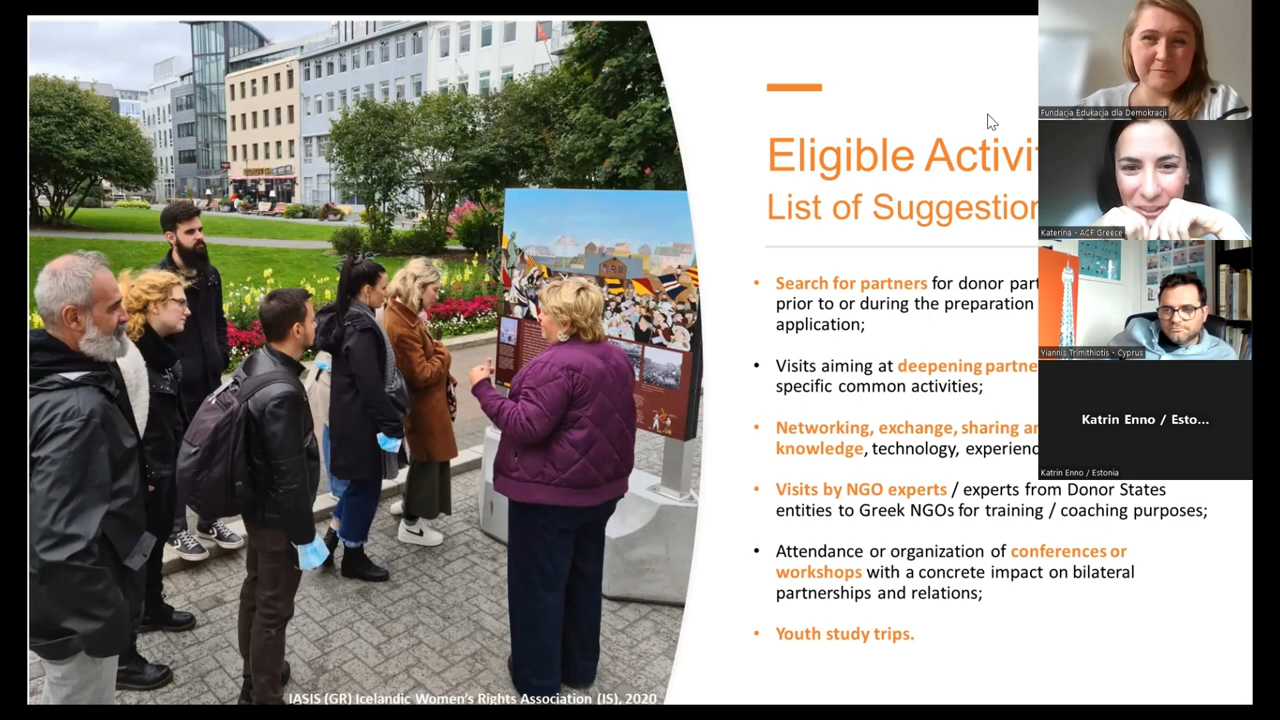 Eligible Activi
List of Suggestion
• Search for partners for donor part
prior to or during the preparation
application;
• Visits aiming at deepening partne
specific common activities;
• Networking, exchange, sharing an
knowledge, technology, experienc
• Visits by NGO experts / experts from Donor States
entities to Greek NGOs for training / coaching purposes;
• Attendance or organization of conferences or
workshops with a concrete impact on bilateral
partnerships and relations;
• Youth study trips.
IASIS (GR) Icelandic Women's Rights Association (IS), 2020
Fundacja Edukacja dla Demokracji
Katerina - ACF Greece
Yiannis Trimithiotis - Cyprus
Katrin Enno / Esto...
Katrin Enno / Estonia